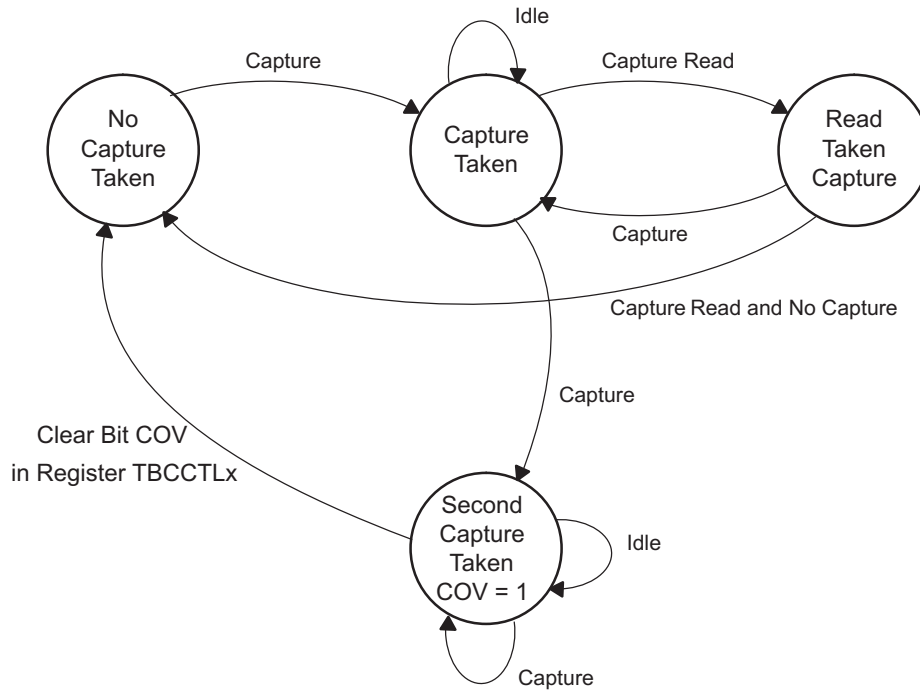 Idle
Capture
Capture Read
No
Capture
Taken
Capture
Taken
Read
Taken
Capture
Capture
Capture Read and No Capture
Capture
Clear Bit COV
in Register TBCCTLx
Second
Capture
Taken
COV = 1
Idle
Capture